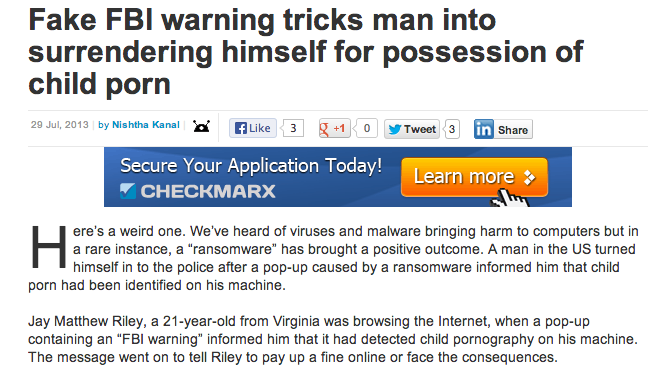 Fake FBI warning tricks man into
surrendering himself for possession of
child porn
29 Jul, 2013 | by Nishtha Kanal
Like 3
g +1 0
Tweet 3
in Share
Secure Your Application Today!
CHECKMARX
Learn more
Here's a weird one. We've heard of viruses and malware bringing harm to computers but in
a rare instance, a “ransomware” has brought a positive outcome. A man in the US turned
himself in to the police after a pop-up caused by a ransomware informed him that child
porn had been identified on his machine.
Jay Matthew Riley, a 21-year-old from Virginia was browsing the Internet, when a pop-up
containing an “FBI warning” informed him that it had detected child pornography on his machine.
The message went on to tell Riley to pay up a fine online or face the consequences.